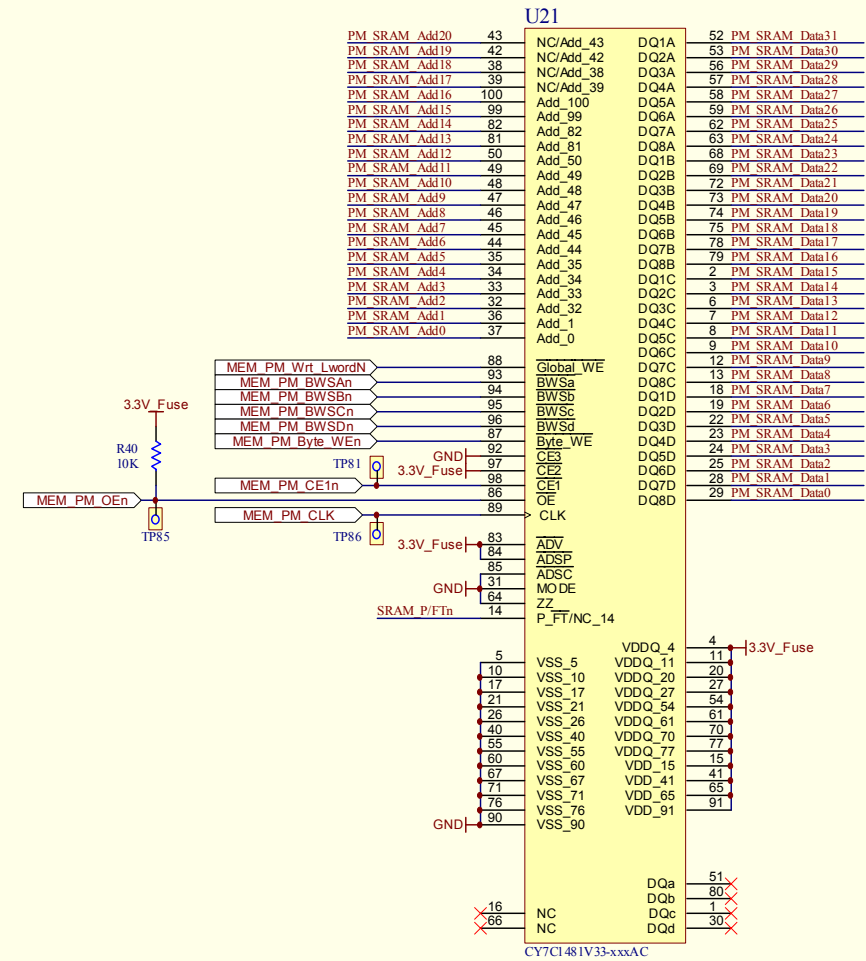 U21
PM_SRAM_Add20 43 NC/Add_43 DQ1A 52 PM_SRAM_Data31
PM_SRAM_Add19 42 NC/Add_42 DQ2A 53 PM_SRAM_Data30
PM_SRAM_Add18 38 NC/Add_38 DQ3A 56 PM_SRAM_Data29
PM_SRAM_Add17 39 NC/Add_39 DQ4A 57 PM_SRAM_Data28
PM_SRAM_Add16 100 Add_100 DQ5A 58 PM_SRAM_Data27
PM_SRAM_Add15 99 Add_99 DQ6A 59 PM_SRAM_Data26
PM_SRAM_Add14 82 Add_82 DQ7A 62 PM_SRAM_Data25
PM_SRAM_Add13 81 Add_81 DQ8A 63 PM_SRAM_Data24
PM_SRAM_Add12 50 Add_50 DQ1B 68 PM_SRAM_Data23
PM_SRAM_Add11 49 Add_49 DQ2B 69 PM_SRAM_Data22
PM_SRAM_Add10 48 Add_48 DQ3B 72 PM_SRAM_Data21
PM_SRAM_Add9 47 Add_47 DQ4B 73 PM_SRAM_Data20
PM_SRAM_Add8 46 Add_46 DQ5B 74 PM_SRAM_Data19
PM_SRAM_Add7 45 Add_45 DQ6B 75 PM_SRAM_Data18
PM_SRAM_Add6 44 Add_44 DQ7B 78 PM_SRAM_Data17
PM_SRAM_Add5 35 Add_35 DQ8B 79 PM_SRAM_Data16
PM_SRAM_Add4 34 Add_34 DQ1C 2 PM_SRAM_Data15
PM_SRAM_Add3 33 Add_33 DQ2C 3 PM_SRAM_Data14
PM_SRAM_Add2 32 Add_32 DQ3C 6 PM_SRAM_Data13
PM_SRAM_Add1 36 Add_1 DQ4C 7 PM_SRAM_Data12
PM_SRAM_Add0 37 Add_0 DQ5C 8 PM_SRAM_Data11
DQ6C 9 PM_SRAM_Data10
MEM_PM_Wrt_LwordN 88 Global_WE DQ7C 12 PM_SRAM_Data9
MEM_PM_BWSAn 93 BWSa DQ8C 13 PM_SRAM_Data8
MEM_PM_BWSBn 94 BWSb DQ1D 18 PM_SRAM_Data7
MEM_PM_BWSCn 95 BWSc DQ2D 19 PM_SRAM_Data6
MEM_PM_BWSDn 96 BWSd DQ3D 22 PM_SRAM_Data5
MEM_PM_Byte_WEn 87 Byte_WE DQ4D 23 PM_SRAM_Data4
GND 92 CE3 DQ5D 24 PM_SRAM_Data3
3.3V_Fuse 97 CE2 DQ6D 25 PM_SRAM_Data2
MEM_PM_CE1n 98 CE1 DQ7D 28 PM_SRAM_Data1
MEM_PM_OEn 86 OE DQ8D 29 PM_SRAM_Data0
MEM_PM_CLK 89 CLK
3.3V_Fuse
R40
10K
TP81
TP85
TP86
3.3V_Fuse 83 ADV
84 ADSP
85 ADSC
GND 31 MODE
64 ZZ
SRAM_P/FTn 14 P_FT/NC_14
VDDQ_4 4 3.3V_Fuse
5 VSS_5 VDDQ_11 11
10 VSS_10 VDDQ_20 20
17 VSS_17 VDDQ_27 27
21 VSS_21 VDDQ_54 54
26 VSS_26 VDDQ_61 61
40 VSS_40 VDDQ_70 70
55 VSS_55 VDDQ_77 77
60 VSS_60 VDD_15 15
67 VSS_67 VDD_41 41
71 VSS_71 VDD_65 65
76 VSS_76 VDD_91 91
GND 90 VSS_90
DQa 51
DQb 80
16 NC DQc 1
66 NC DQd 30
CY7C1481V33-xxxAC